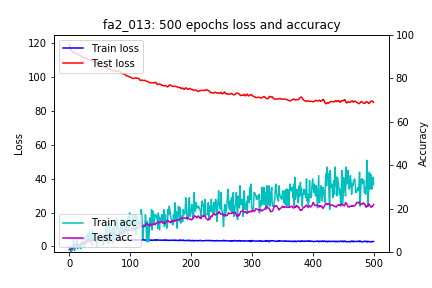 fa2_013: 500 epochs loss and accuracy
Train loss
Test loss
Train acc
Test acc
Loss
Accuracy
120
100
80
60
40
20
0
100
80
60
40
20
0
0
100
200
300
400
500